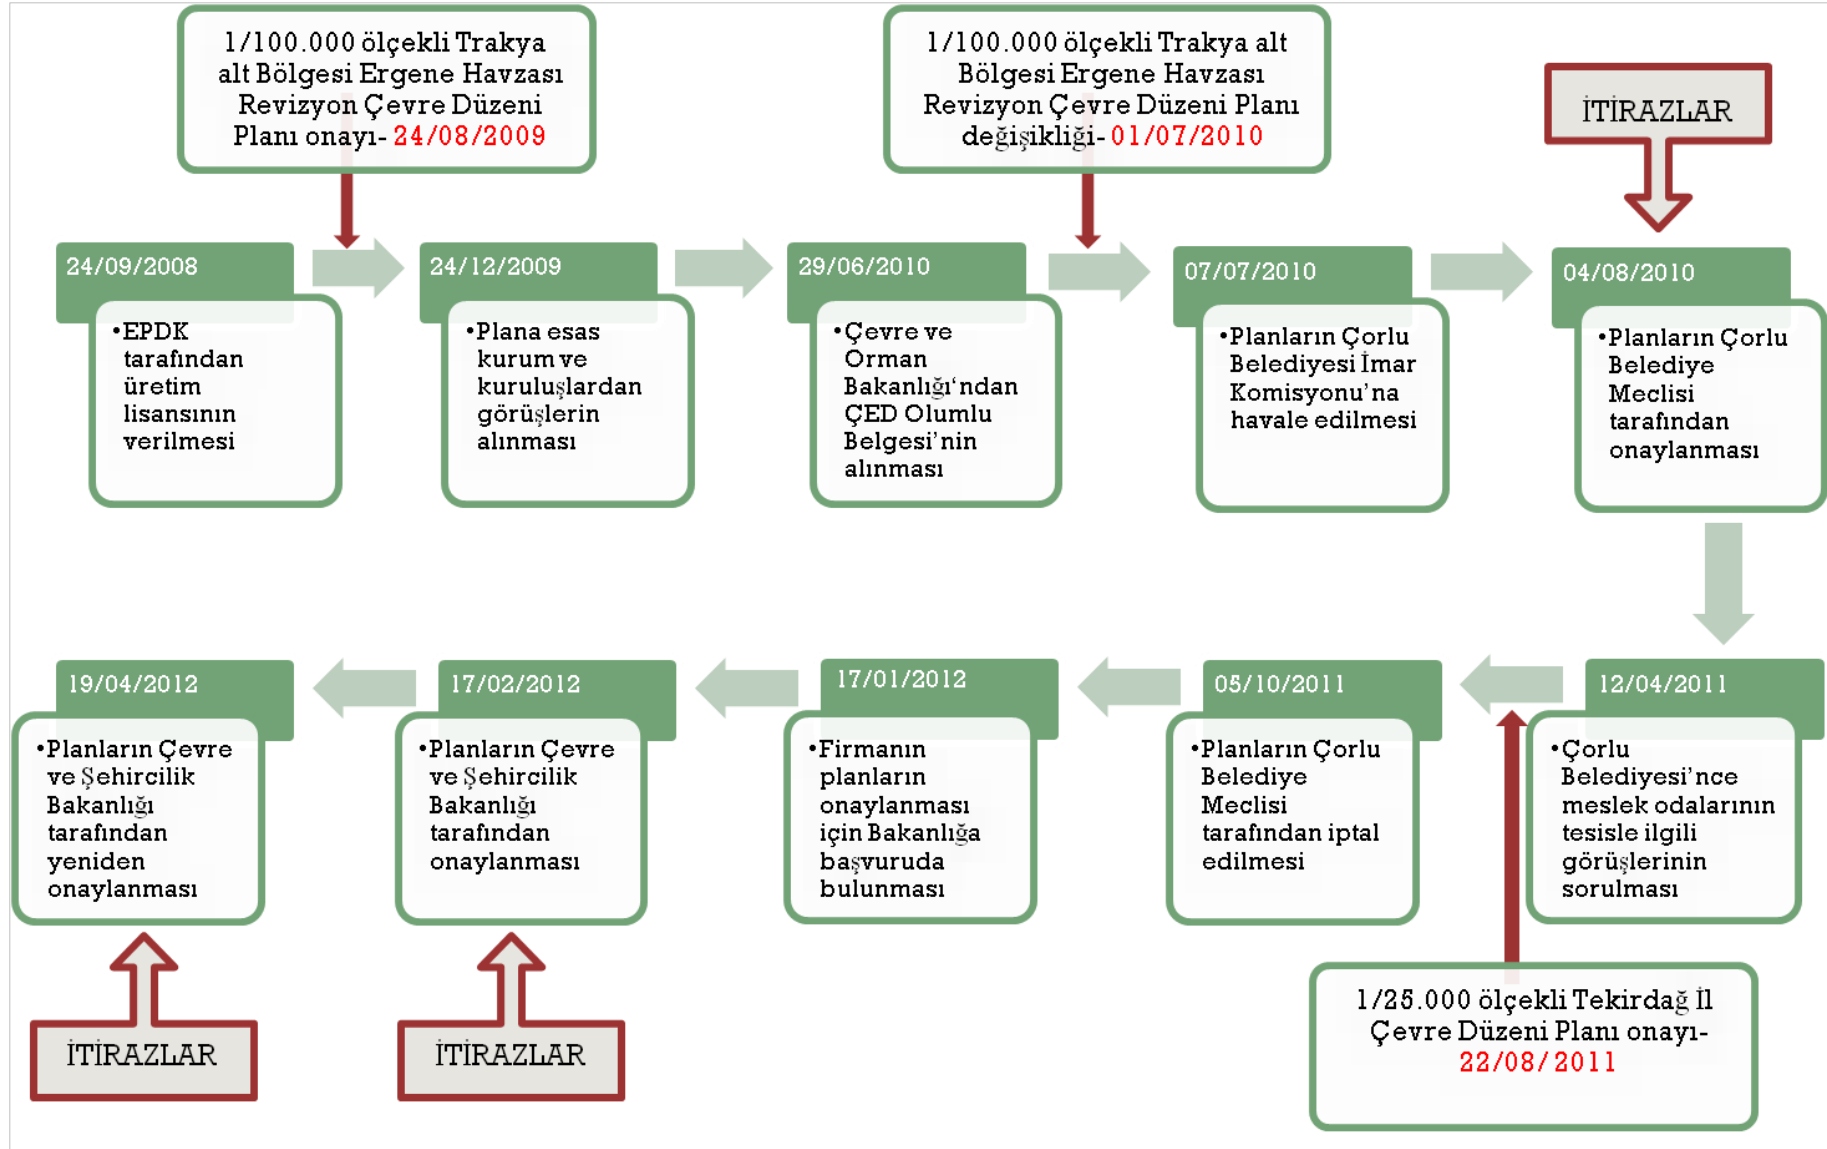 1/100.000 ölçekli Trakya
alt Bölgesi Ergene Havzası
Revizyon Çevre Düzeni
Planı onayı- 24/08/2009
1/100.000 ölçekli Trakya alt
Bölgesi Ergene Havzası
Revizyon Çevre Düzeni Planı
değişikliği- 01/07/2010
İTİRAZLAR
24/09/2008
•EPDK
tarafından
üretim
lisansının
verilmesi
24/12/2009
•Plana esas
kurum ve
kuruluşlardan
görüşlerin
alınması
29/06/2010
•Çevre ve
Orman
Bakanlığı‘ndan
ÇED Olumlu
Belgesi’nin
alınması
07/07/2010
•Planların Çorlu
Belediyesi İmar
Komisyonu’na
havale edilmesi
04/08/2010
•Planların Çorlu
Belediye
Meclisi
tarafından
onaylanması
12/04/2011
•Çorlu
Belediyesi’nce
meslek odalarının
tesisle ilgili
görüşlerinin
sorulması
05/10/2011
•Planların Çorlu
Belediye
Meclisi
tarafından iptal
edilmesi
17/01/2012
•Firmanın
planların
onaylanması
için Bakanlığa
başvuruda
bulunması
17/02/2012
•Planların Çevre
ve Şehircilik
Bakanlığı
tarafından
onaylanması
19/04/2012
•Planların Çevre
ve Şehircilik
Bakanlığı
tarafından
yeniden
onaylanması
İTİRAZLAR
İTİRAZLAR
1/25.000 ölçekli Tekirdağ İl
Çevre Düzeni Planı onayı-
22/08/ 2011